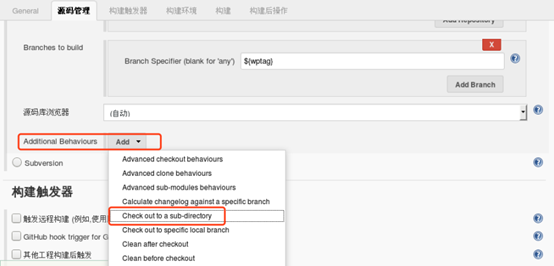 General 源码管理 构建触发器 构建环境 构建 构建后操作
Add Repository
Branches to build
X
Branch Specifier (blank for 'any') ${wptag}
Add Branch
源码库浏览器 (自动)
Additional Behaviours Add
Advanced checkout behaviours
Subversion
Advanced clone behaviours
Advanced sub-modules behaviours
Calculate changelog against a specific branch
构建触发器
Check out to a sub-directory
触发远程构建 (例如,使用
Check out to specific local branch
GitHub hook trigger for G
Clean after checkout
其他工程构建后触发
Clean before checkout